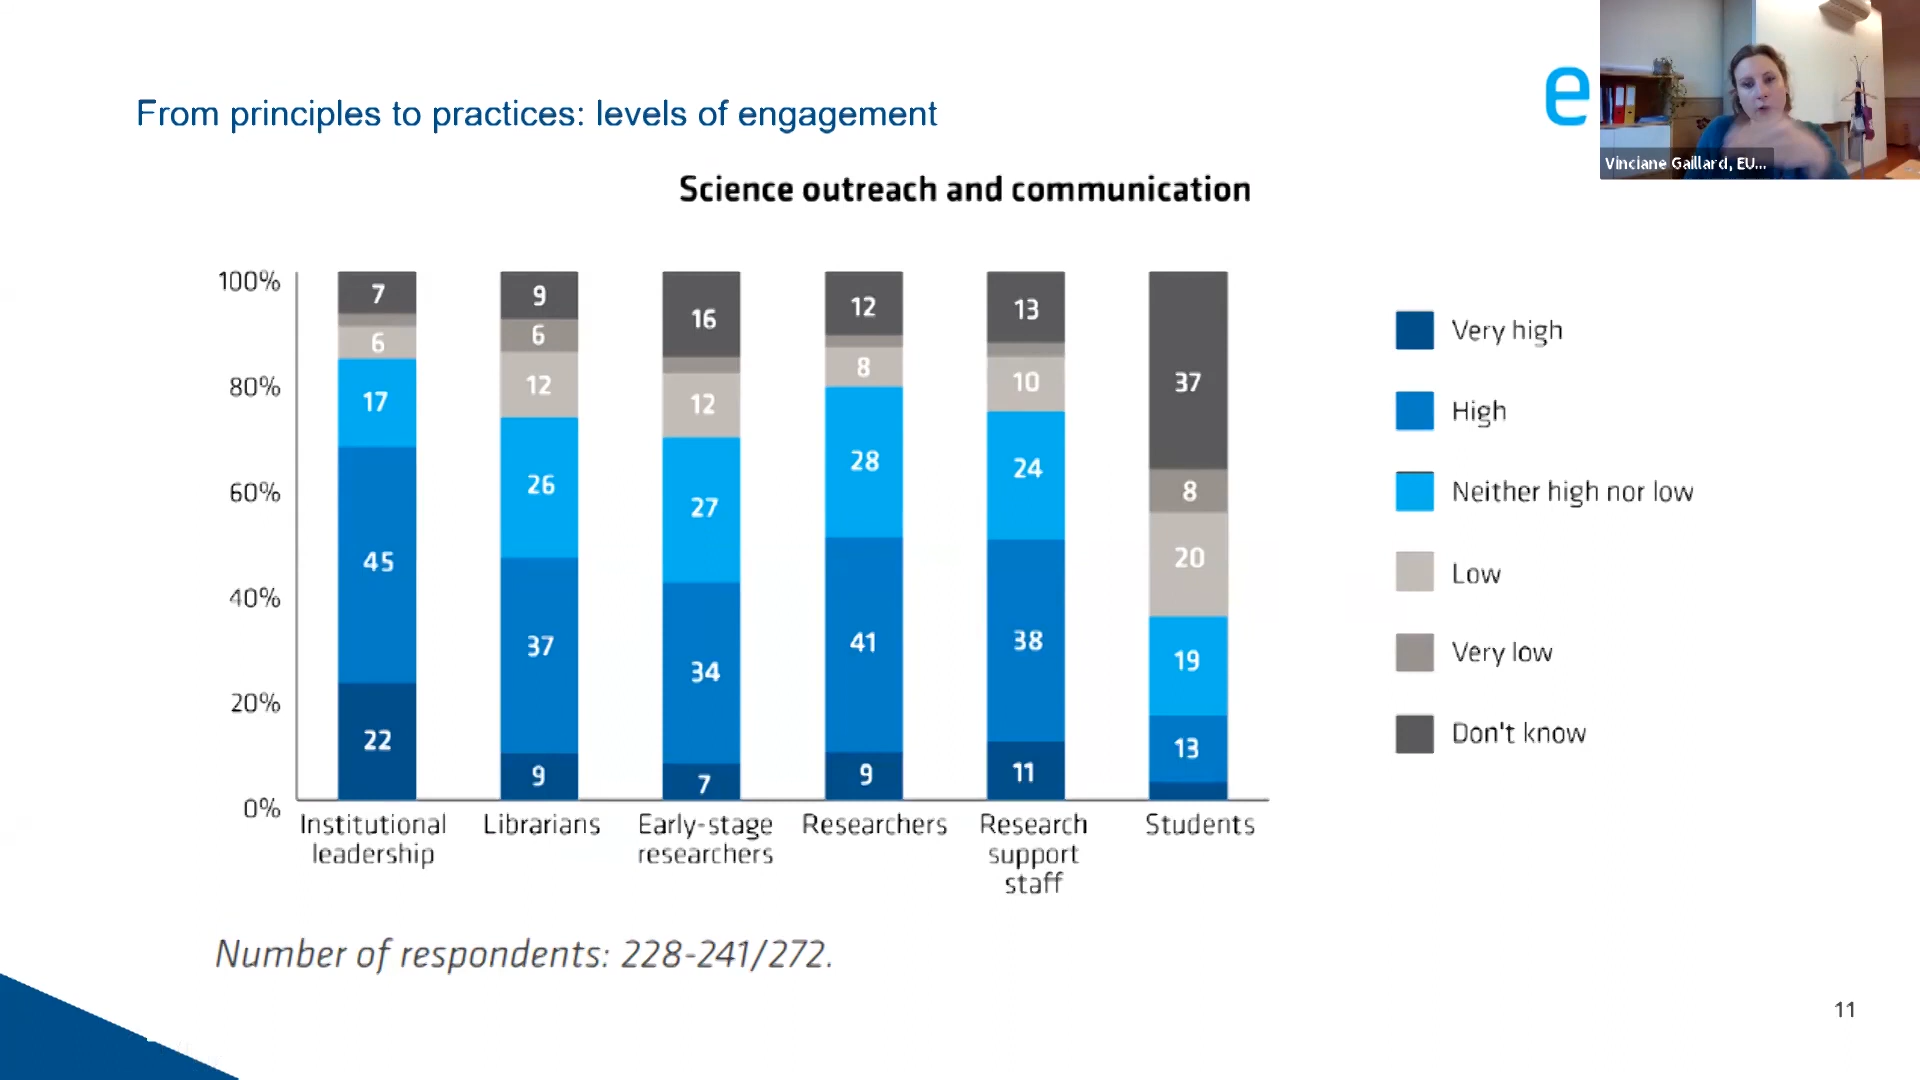 From principles to practices: levels of engagement
e
Vinciane Gaillard, EU...
Science outreach and communication
100%
80%
60%
40%
20%
0%
7
6
17
45
22
9
6
12
26
37
9
16
12
27
34
7
12
8
28
41
9
13
10
24
38
11
37
8
20
19
13
Institutional
leadership
Librarians
Early-stage
researchers
Researchers
Research
support
staff
Students
Very high
High
Neither high nor low
Low
Very low
Don't know
Number of respondents: 228-241/272.
11